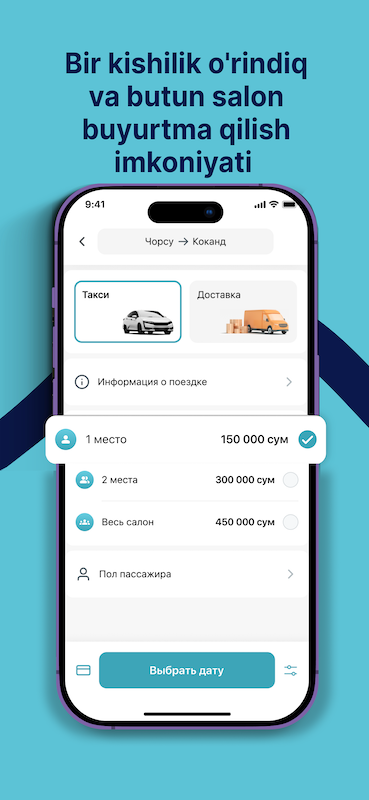 Bir kishilik o'rindiq
va butun salon
buyurtma qilish
imkoniyati
9:41
Чорсу → Коканд
Такси
Доставка
Информация о поездке
1 место 150 000 сум
2 места 300 000 сум
Весь салон 450 000 сум
Пол пассажира
Выбрать дату